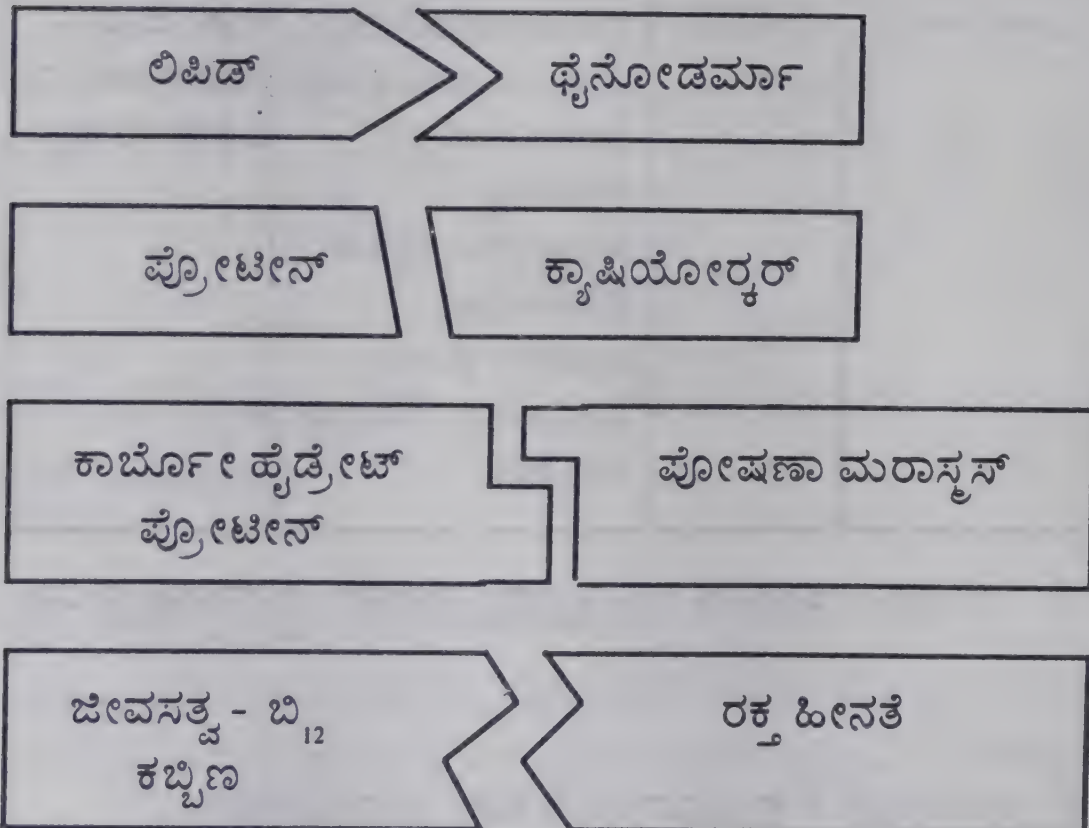 ಲಿಪಿಡ್
ಥೈನೋಡರ್ಮಾ
ಪ್ರೋಟೀನ್
ಕ್ಯಾಷಿಯೋರ‍್ಕರ್
ಕಾರ್ಬೋ ಹೈಡ್ರೇಟ್
ಪ್ರೋಟೀನ್
ಪೋಷಣಾ ಮರಾಸ್ಮಸ್
ಜೀವಸತ್ವ - ಬಿ₁₂
ಕಬ್ಬಿಣ
ರಕ್ತ ಹೀನತೆ